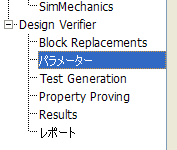 SimMechanics
Design Verifier
Block Replacements
パラメーター
Test Generation
Property Proving
Results
レポート